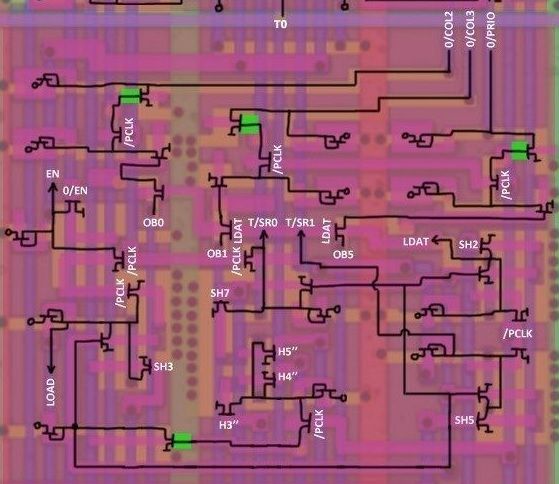 T0
0/COL2
0/COL3
0/PRIO
/PCLK
/PCLK
/PCLK
EN
0/EN
OB0
OB1
LDAT
T/SR0
T/SR1
LDAT
OB5
LDAT
SH2
/PCLK
/PCLK
/PCLK
SH7
/PCLK
LOAD
SH3
H5''
H4''
H3''
/PCLK
SH5